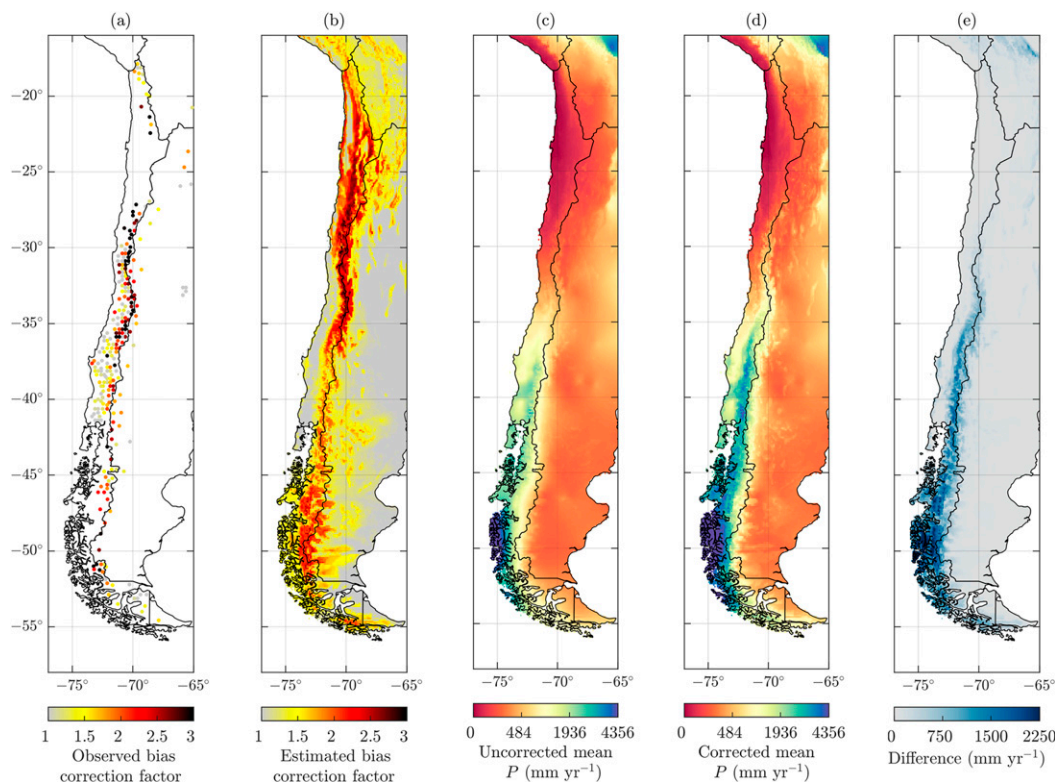 (a) (b) (c) (d) (e)
−20°
−25°
−30°
−35°
−40°
−45°
−50°
−55°
−75° −70° −75° −70° −65° −75° −70° −75° −70° −65° −75° −70° −65°
1 1.5 2 2.5 3 1 1.5 2 2.5 3 0 484 1936 4356 0 484 1936 4356 0 750 1500 2250
Observed bias Estimated bias Uncorrected mean Corrected mean Difference (mm yr⁻¹)
correction factor correction factor P (mm yr⁻¹) P (mm yr⁻¹)